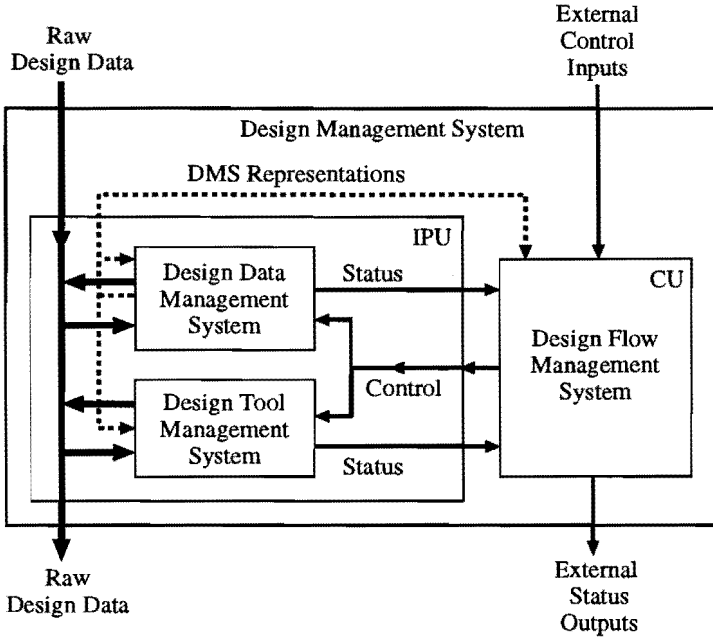 Raw
Design Data
External
Control
Inputs
Design Management System
DMS Representations
IPU
Design Data
Management
System
Status
CU
Design Flow
Management
System
Control
Design Tool
Management
System
Status
Raw
Design Data
External
Status
Outputs